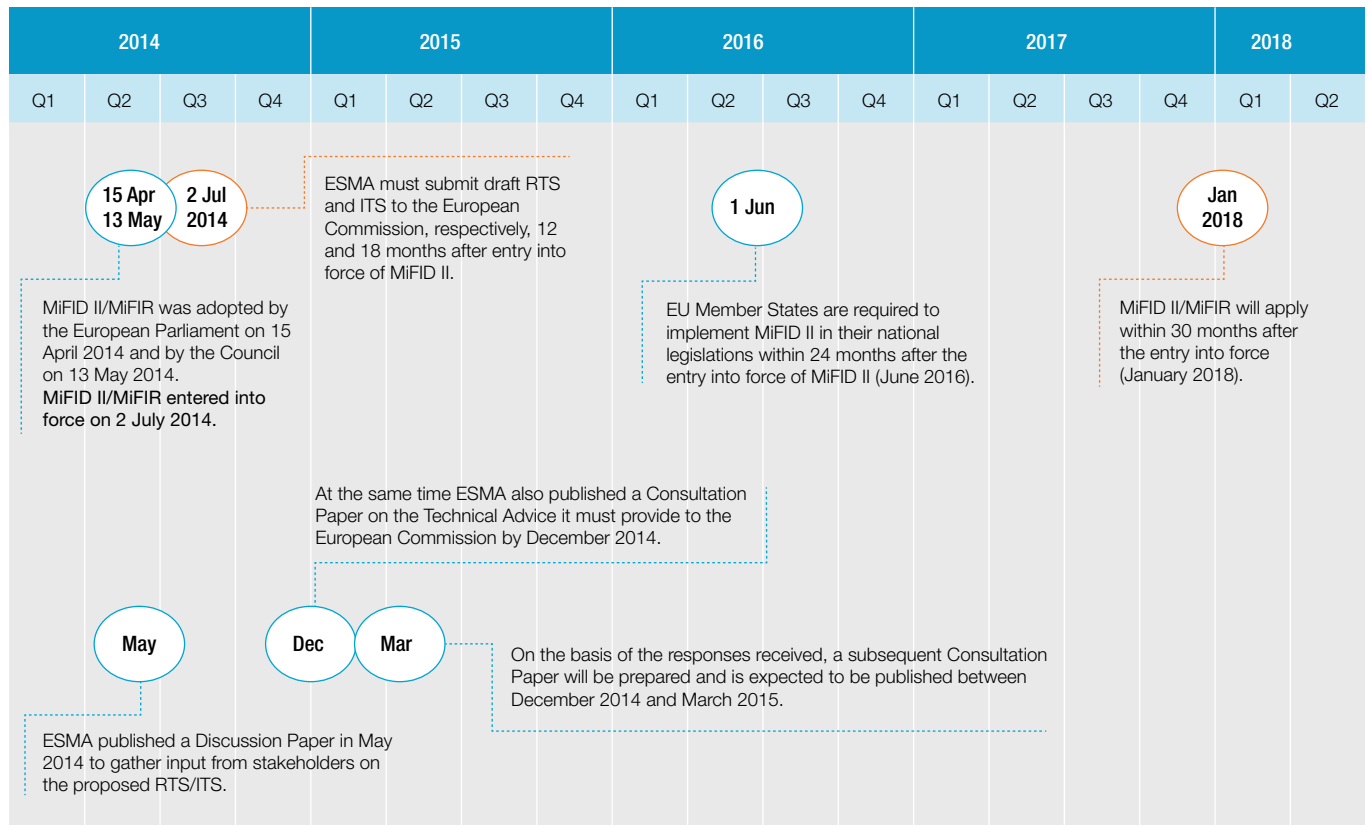 2014 2015 2016 2017 2018
Q1 Q2 Q3 Q4 Q1 Q2 Q3 Q4 Q1 Q2 Q3 Q4 Q1 Q2 Q3 Q4 Q1 Q2
15 Apr
13 May
2 Jul
2014
ESMA must submit draft RTS
and ITS to the European
Commission, respectively, 12
and 18 months after entry into
force of MiFID II.
1 Jun
Jan
2018
MiFID II/MiFIR was adopted by
the European Parliament on 15
April 2014 and by the Council
on 13 May 2014.
MiFID II/MiFIR entered into
force on 2 July 2014.
EU Member States are required to
implement MiFID II in their national
legislations within 24 months after the
entry into force of MiFID II (June 2016).
MiFID II/MiFIR will apply
within 30 months after
the entry into force
(January 2018).
At the same time ESMA also published a Consultation
Paper on the Technical Advice it must provide to the
European Commission by December 2014.
May
Dec
Mar
On the basis of the responses received, a subsequent Consultation
Paper will be prepared and is expected to be published between
December 2014 and March 2015.
ESMA published a Discussion Paper in May
2014 to gather input from stakeholders on
the proposed RTS/ITS.